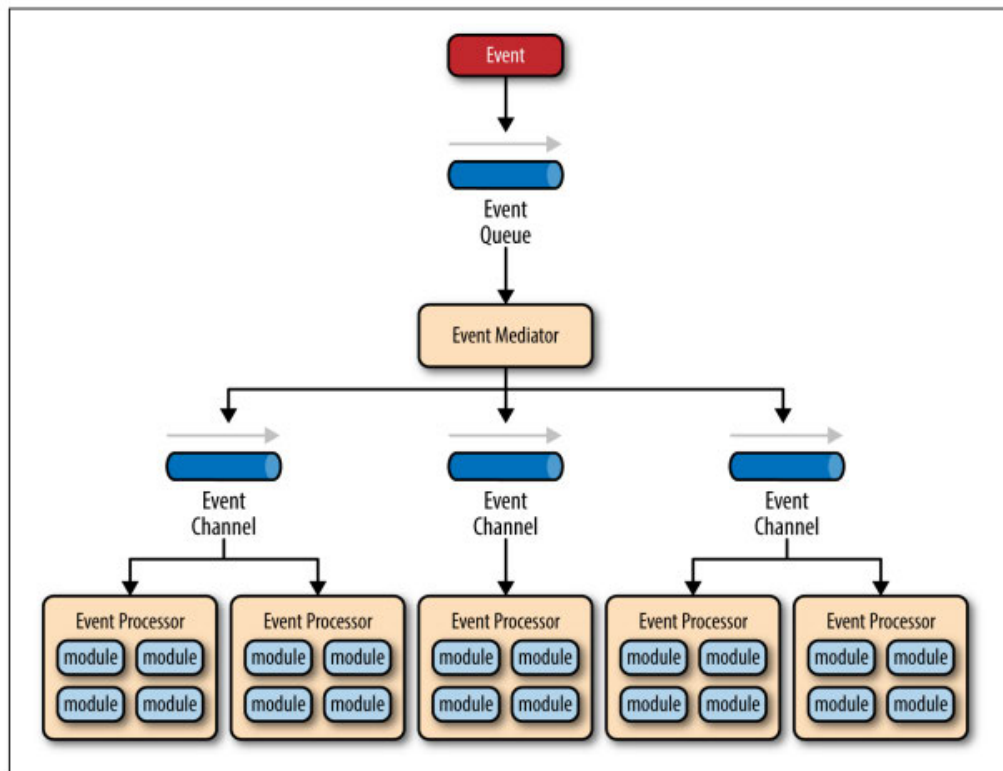 Event
Event
Queue
Event Mediator
Event
Channel
Event
Channel
Event
Channel
Event Processor
module module
module module
Event Processor
module module
module module
Event Processor
module module
module module
Event Processor
module module
module module
Event Processor
module module
module module